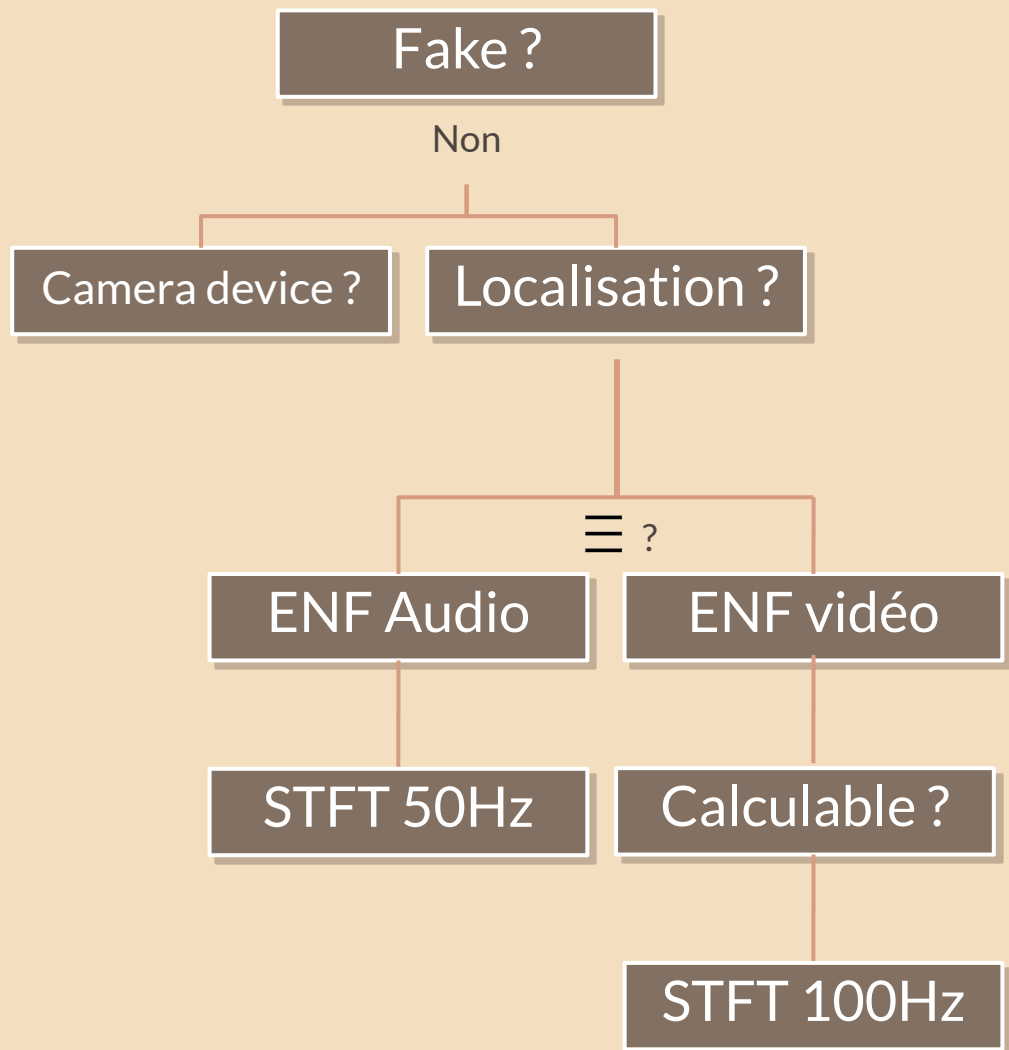 Fake ?
Non
Camera device ?
Localisation ?
≡ ?
ENF Audio
ENF vidéo
STFT 50Hz
Calculable ?
STFT 100Hz